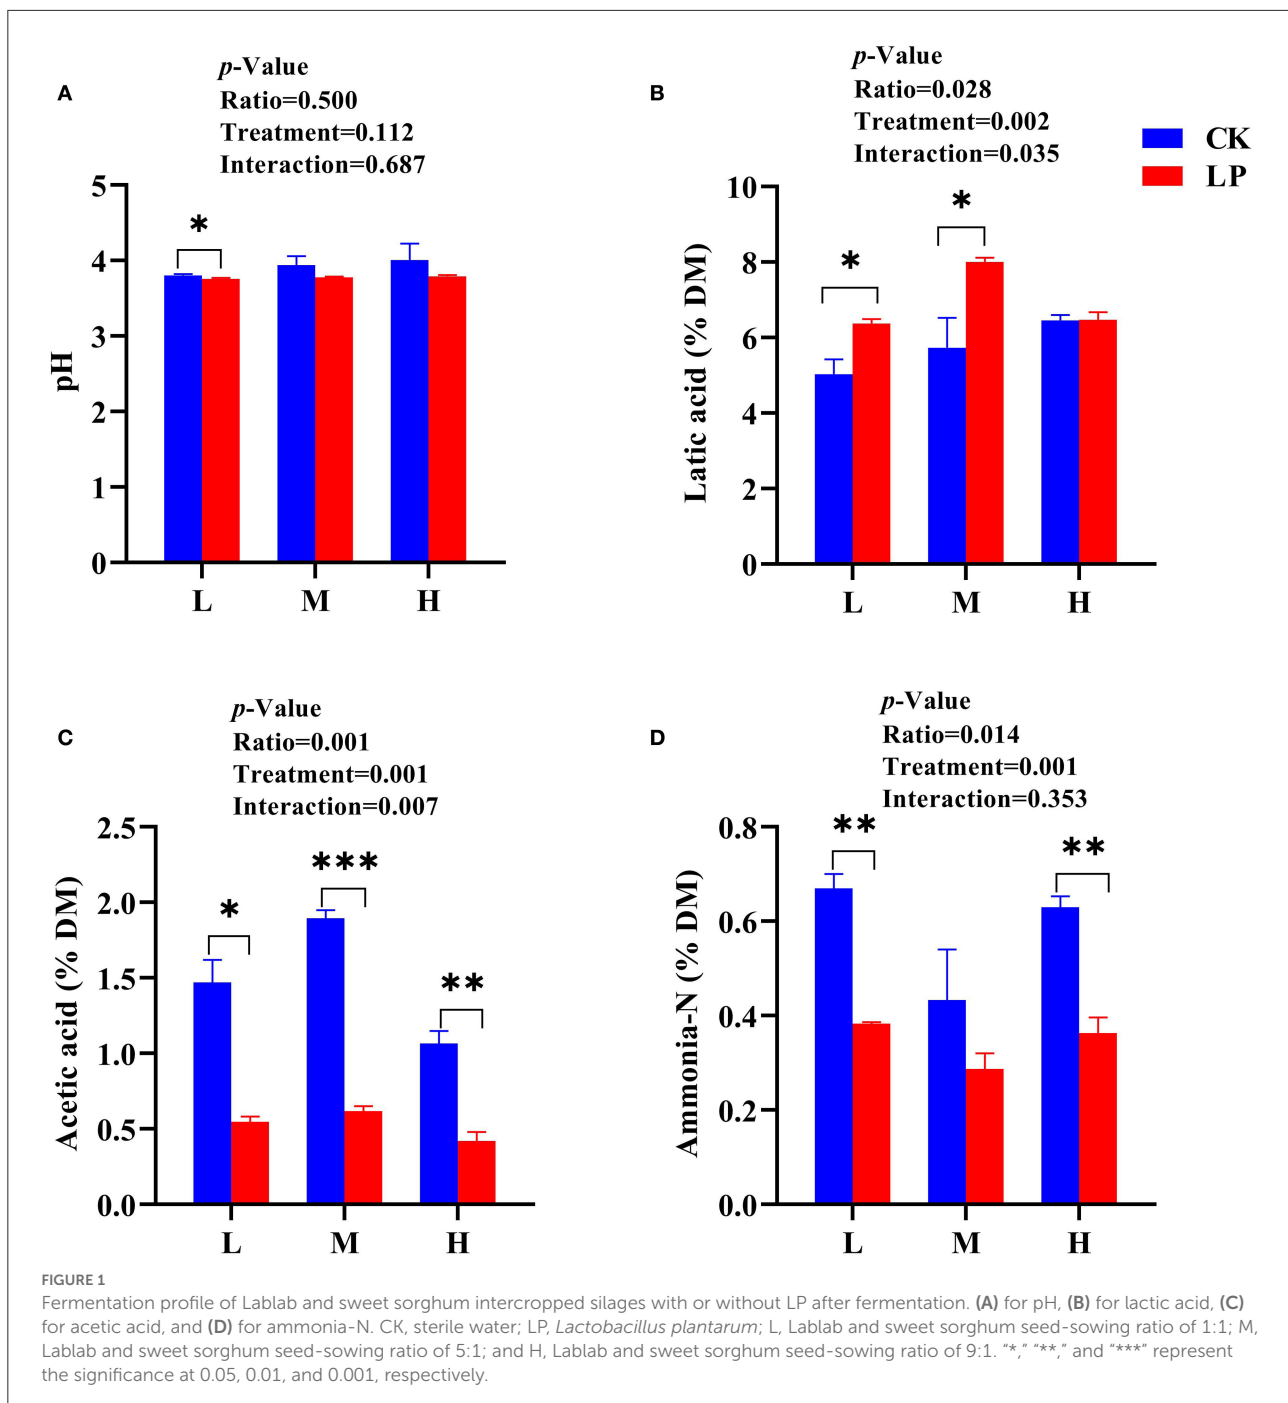 A
p-Value
Ratio=0.500
Treatment=0.112
Interaction=0.687
5
4
3
2
1
0
pH
*
L M H
B
p-Value
Ratio=0.028
Treatment=0.002
Interaction=0.035
CK
LP
10
8
6
4
2
0
Latic acid (% DM)
*
*
L M H
C
p-Value
Ratio=0.001
Treatment=0.001
Interaction=0.007
2.5
2.0
1.5
1.0
0.5
0.0
Acetic acid (% DM)
*
***
**
L M H
D
p-Value
Ratio=0.014
Treatment=0.001
Interaction=0.353
0.8
0.6
0.4
0.2
0.0
Ammonia-N (% DM)
**
**
L M H
FIGURE 1
Fermentation profile of Lablab and sweet sorghum intercropped silages with or without LP after fermentation. (A) for pH, (B) for lactic acid, (C)
for acetic acid, and (D) for ammonia-N. CK, sterile water; LP, Lactobacillus plantarum; L, Lablab and sweet sorghum seed-sowing ratio of 1:1; M,
Lablab and sweet sorghum seed-sowing ratio of 5:1; and H, Lablab and sweet sorghum seed-sowing ratio of 9:1. “*,” “**,” and “***” represent
the significance at 0.05, 0.01, and 0.001, respectively.